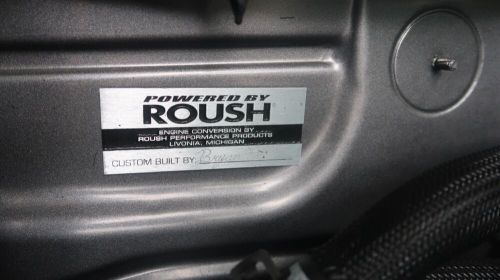 POWERED BY
ROUSH
ENGINE CONVERSION BY
ROUSH PERFORMANCE PRODUCTS
LIVONIA, MICHIGAN
CUSTOM BUILT BY: